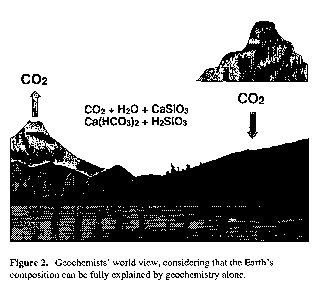 CO2
CO2
CO2 + H2O + CaSiO3
Ca(HCO3)2 + H2SiO3
Figure 2. Geochemists' world view, considering that the Earth's
composition can be fully explained by geochemistry alone.